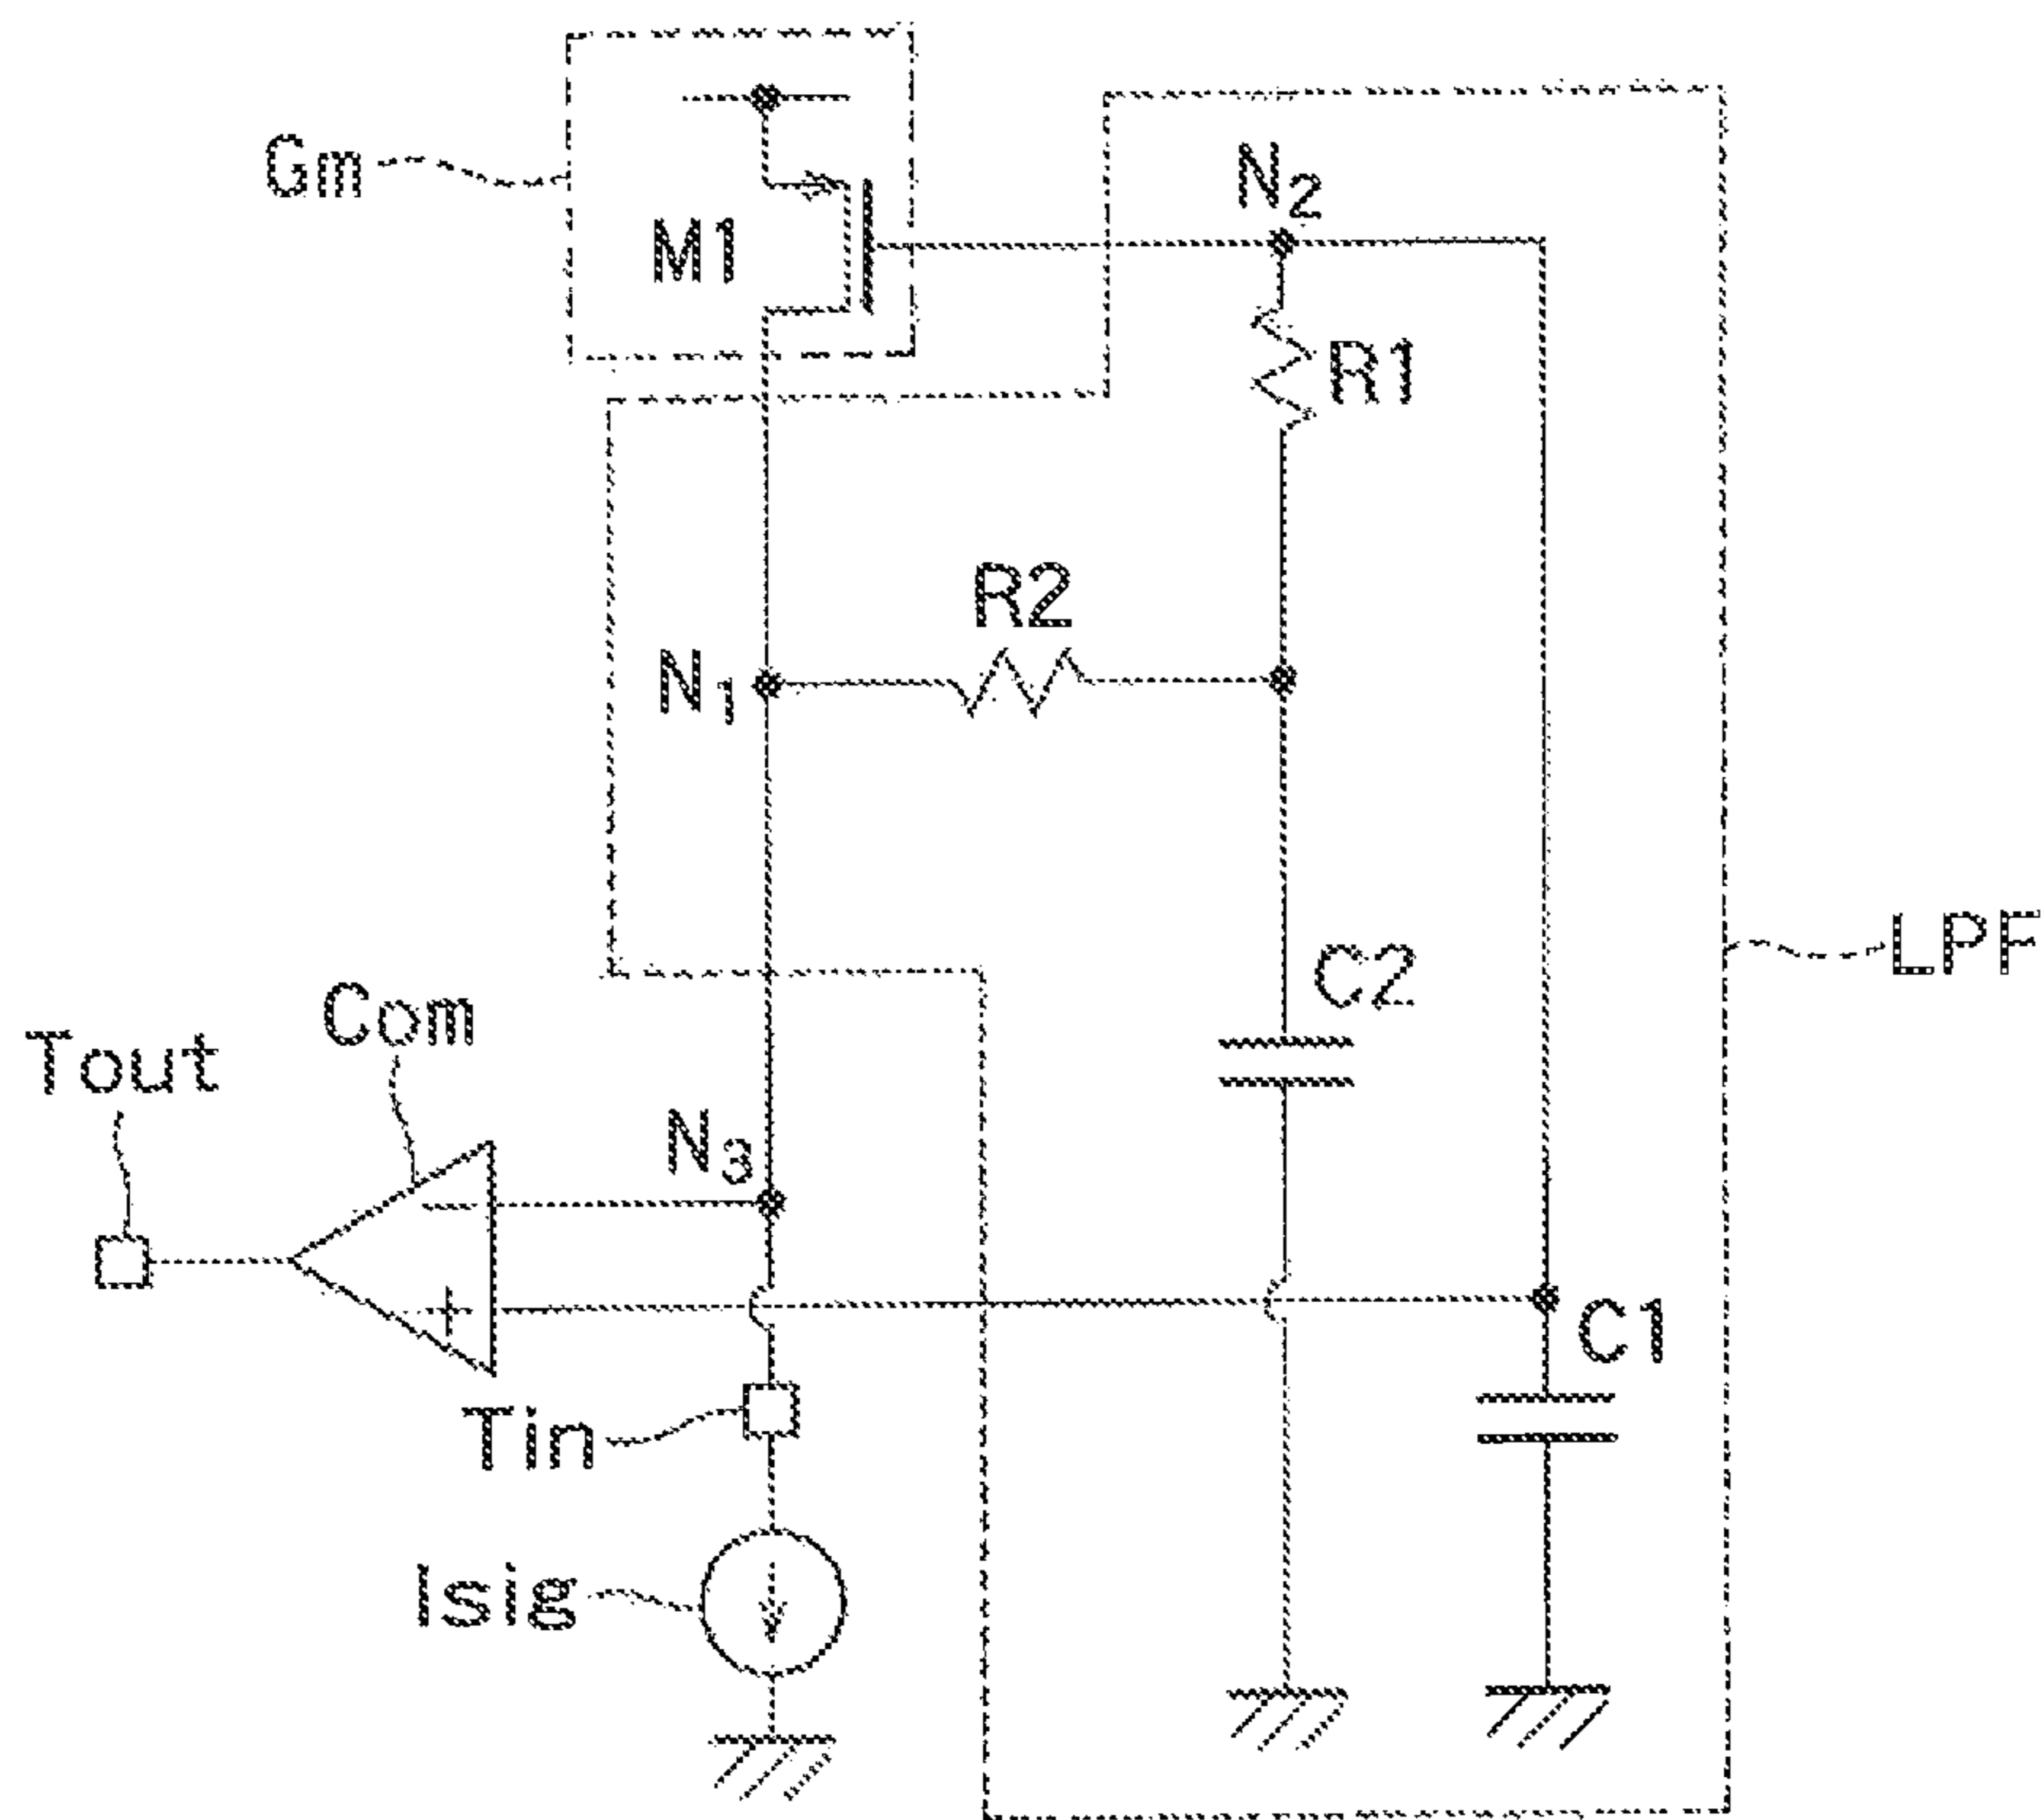 Gm
M1
N2
R1
R2
N1
LPF
C2
Com
Tout
N3
−
+
C1
Tin
Isig